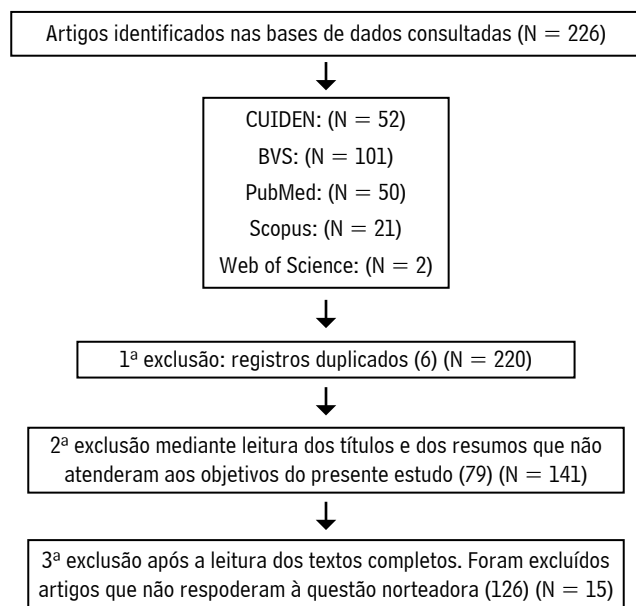 Artigos identificados nas bases de dados consultadas (N = 226)
CUIDEN: (N = 52)
BVS: (N = 101)
PubMed: (N = 50)
Scopus: (N = 21)
Web of Science: (N = 2)
1ª exclusão: registros duplicados (6) (N = 220)
2ª exclusão mediante leitura dos títulos e dos resumos que não
atenderam aos objetivos do presente estudo (79) (N = 141)
3ª exclusão após a leitura dos textos completos. Foram excluídos
artigos que não respoderam à questão norteadora (126) (N = 15)